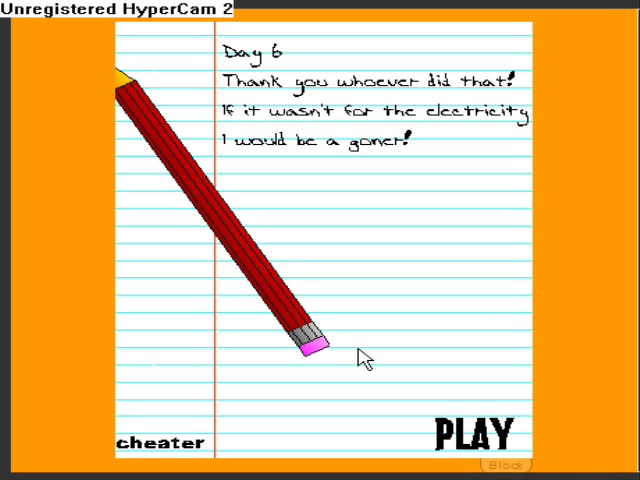 Unregistered HyperCam 2
Day 6
Thank you whoever did that!
If it wasn't for the electricity
I would be a goner!
cheater
PLAY
Block